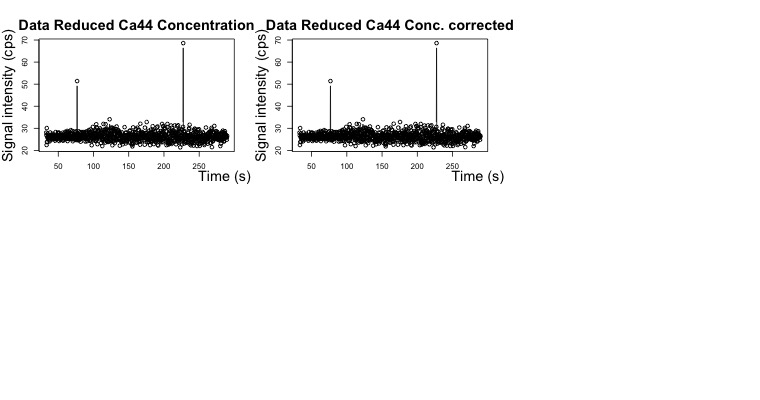 Data Reduced Ca44 Concentration
Signal intensity (cps)
70
60
50
40
30
20
50 100 150 200 250
Time (s)
Data Reduced Ca44 Conc. corrected
Signal intensity (cps)
70
60
50
40
30
20
50 100 150 200 250
Time (s)